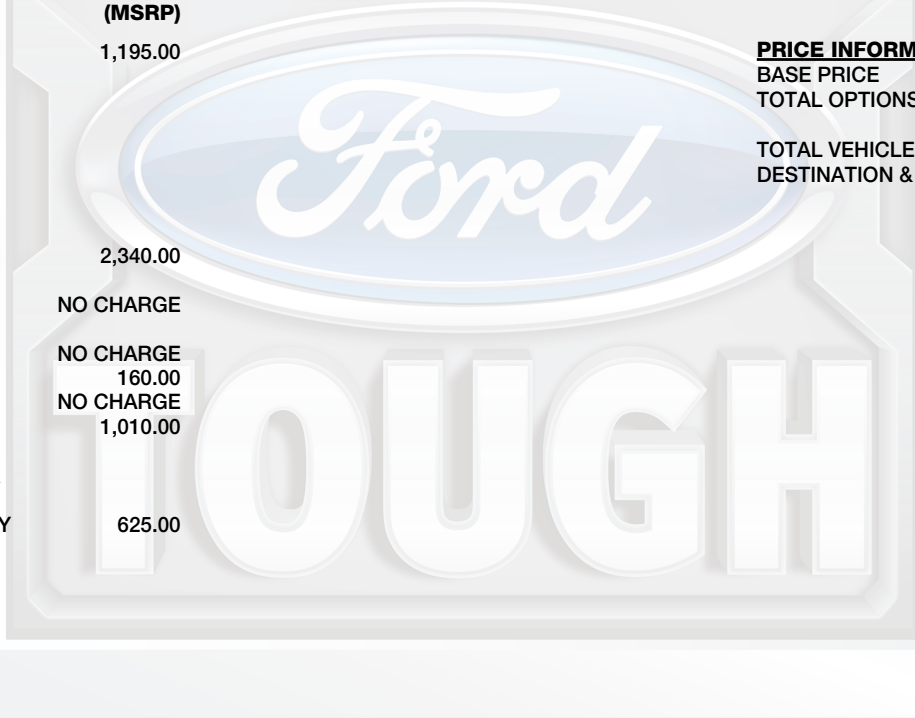 (MSRP)
1,195.00
2,340.00
NO CHARGE
NO CHARGE
160.00
NO CHARGE
1,010.00
Y 625.00
PRICE INFORM
BASE PRICE
TOTAL OPTIONS
TOTAL VEHICLE
DESTINATION &
Ford
TOUGH